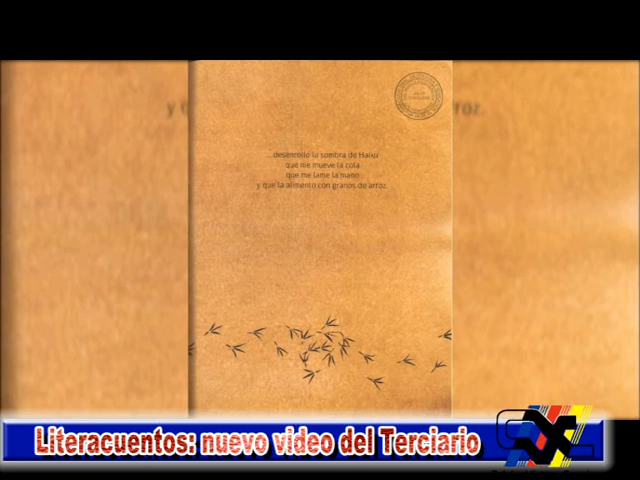 ...desenrolló la sombra de Haiku
que me mueve la cola
que me lame la mano
y que la alimento con granos de arroz.
Literacuentos: nuevo video del Terciario